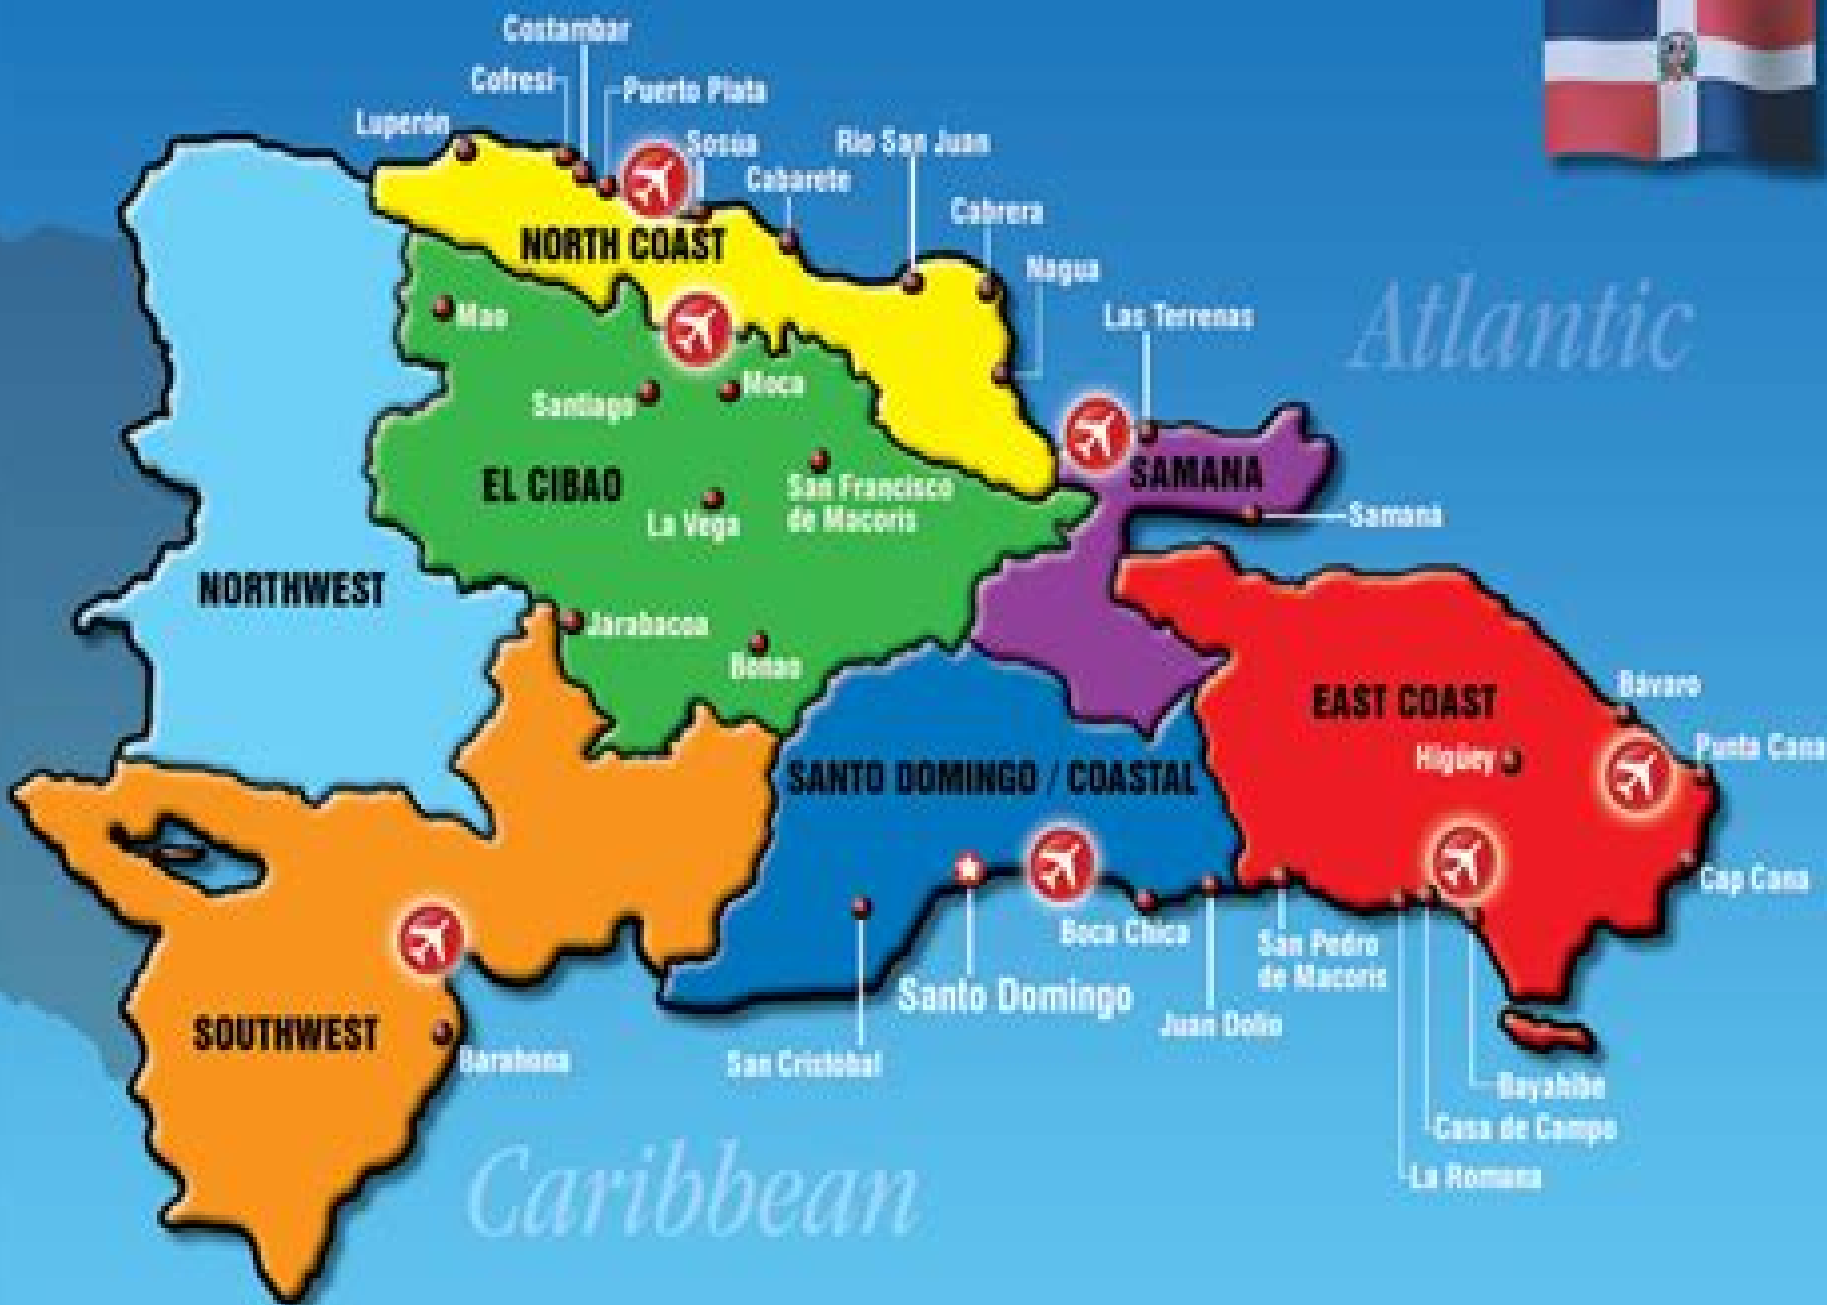 Costambar
Cofresi
Puerto Plata
Luperón
Sosúa
Rio San Juan
Cabarete
Cabrera
NORTH COAST
Nagua
Mao
Las Terrenas
Atlantic
Santiago
Moca
EL CIBAO
SAMANA
San Francisco
de Macoris
La Vega
Samana
NORTHWEST
Jarabacoa
Bonao
Bávaro
EAST COAST
Punta Cana
Higüey
SANTO DOMINGO / COASTAL
Cap Cana
Boca Chica
San Pedro
de Macoris
Santo Domingo
Juan Dolio
SOUTHWEST
Barahona
San Cristobal
Bayahibe
Casa de Campo
La Romana
Caribbean